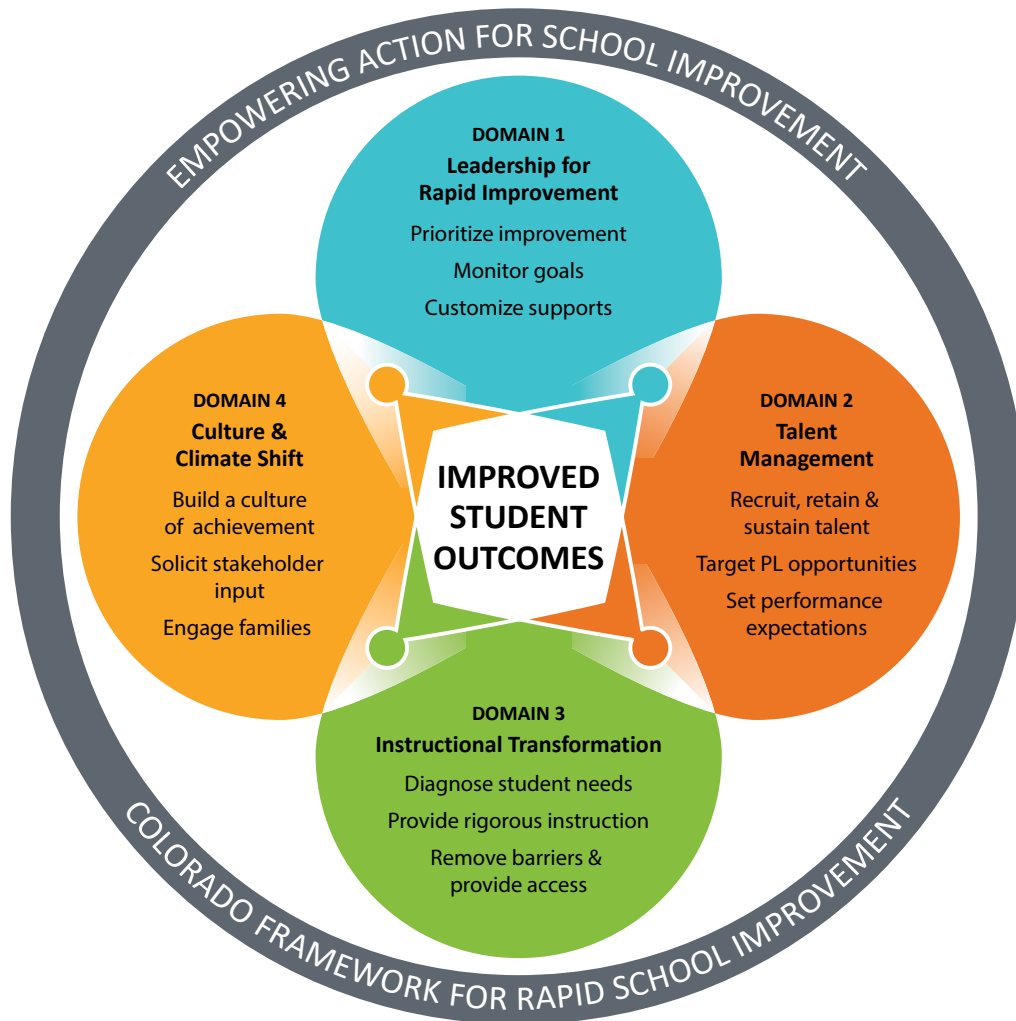 EMPOWERING ACTION FOR SCHOOL IMPROVEMENT
DOMAIN 1
Leadership for
Rapid Improvement
Prioritize improvement
Monitor goals
Customize supports
DOMAIN 2
Talent
Management
Recruit, retain &
sustain talent
Target PL opportunities
Set performance
expectations
DOMAIN 3
Instructional Transformation
Diagnose student needs
Provide rigorous instruction
Remove barriers &
provide access
DOMAIN 4
Culture &
Climate Shift
Build a culture
of achievement
Solicit stakeholder
input
Engage families
IMPROVED
STUDENT
OUTCOMES
COLORADO FRAMEWORK FOR RAPID SCHOOL IMPROVEMENT